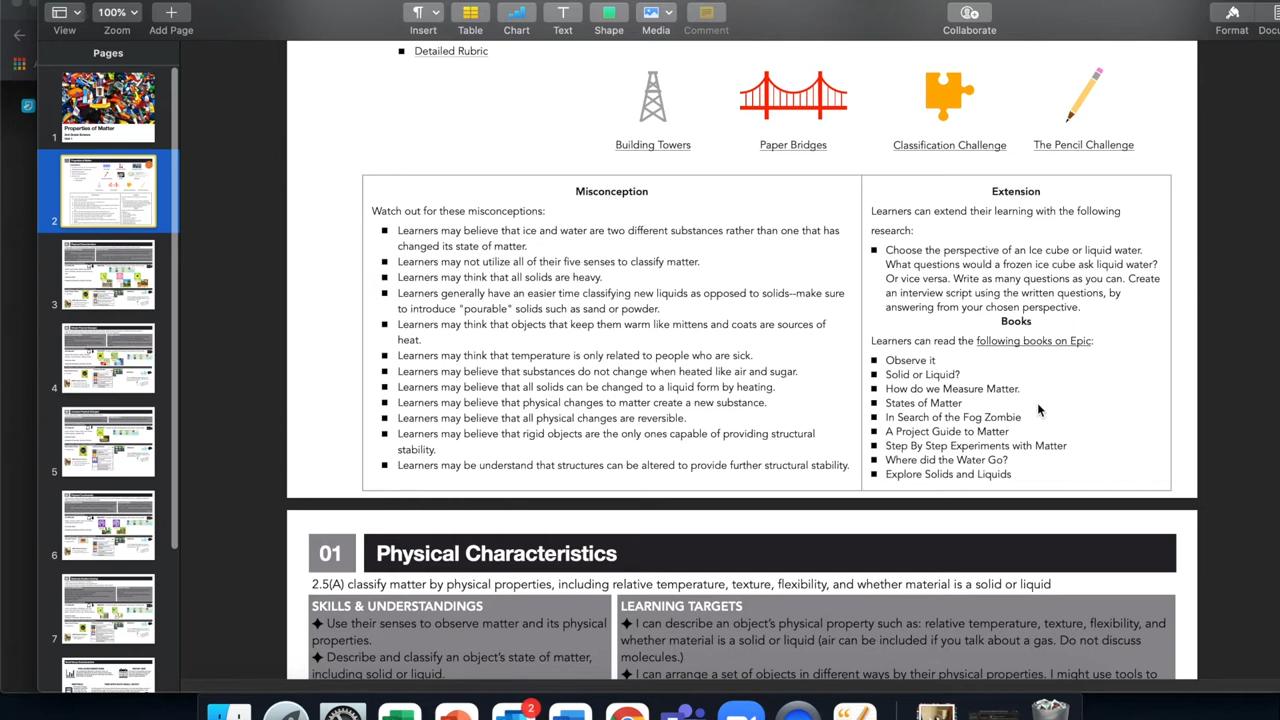 100%
View
Zoom
Add Page
Insert
Table
Chart
Text
Shape
Media
Comment
Collaborate
Format
Pages
1
Properties of Matter
2
3
4
5
6
7
Detailed Rubric
Building Towers
Paper Bridges
Classification Challenge
The Pencil Challenge
Misconception
Watch out for these misconceptions:
Learners may believe that ice and water are two different substances rather than one that has
changed its state of matter.
Learners may not utilize all of their five senses to classify matter.
Learners may think that all solids are heavy.
Learners generally have an easier time classifying new liquids as opposed to solids–make sure
to introduce "pourable" solids such as sand or powder.
Learners may think that objects that keep them warm like mittens and coats are sources of
heat.
Learners may think that temperature is only related to people who are sick.
Learners may believe that substances do not change when heated like air and sugar.
Learners may believe that all solids can be changed to a liquid form by heating.
Learners may believe that physical changes to matter create a new substance.
Learners may believe that all physical changes are reversible.
Learners may believe that rigid objects are the only ones capable of providing structural
stability.
Learners may be understand that structures can be altered to provide further structural stability.
Extension
Learners can extend their learning with the following
research:
Choose the perspective of an Ice cube or liquid water.
What questions would a frozen ice cube ask liquid water?
Or vice versa. Write as many questions as you can. Create
an interview script using the written questions, by
answering from your chosen perspective.
Books
Learners can read the following books on Epic:
Observe it
Solid or Liquid?
How do we Measure Matter.
States of Matter
In Search of the Fog Zombie
A Project Guide to Matter
Step By Step Experiments with Matter
Where did the Water Go?
Explore Solids and Liquids
01 Physical Characteristics
2.5(A) classify matter by physical properties, including relative temperature, texture, flexibility, and whether material is a solid or liquid
SKILLS & UNDERSTANDINGS
its physical
Describe and classify an object's state of matter,
LEARNING TARGETS
I can describe an object by its property such as: relative temperature, texture, flexibility, and
whether material is a solid or liquid (air can be included if you talk about a gas. Do not discuss
molecules.)
I can arrange a set of objects in different ways by their physical properties. I might use tools to
2